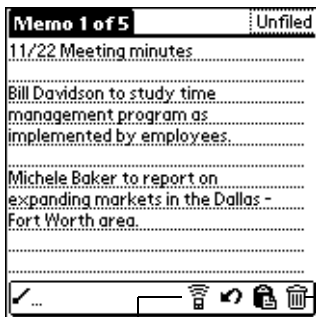 Memo 1 of 5
Unfiled
11/22 Meeting minutes
Bill Davidson to study time
management program as
implemented by employees.
Michele Baker to report on
expanding markets in the Dallas -
Fort Worth area.
...